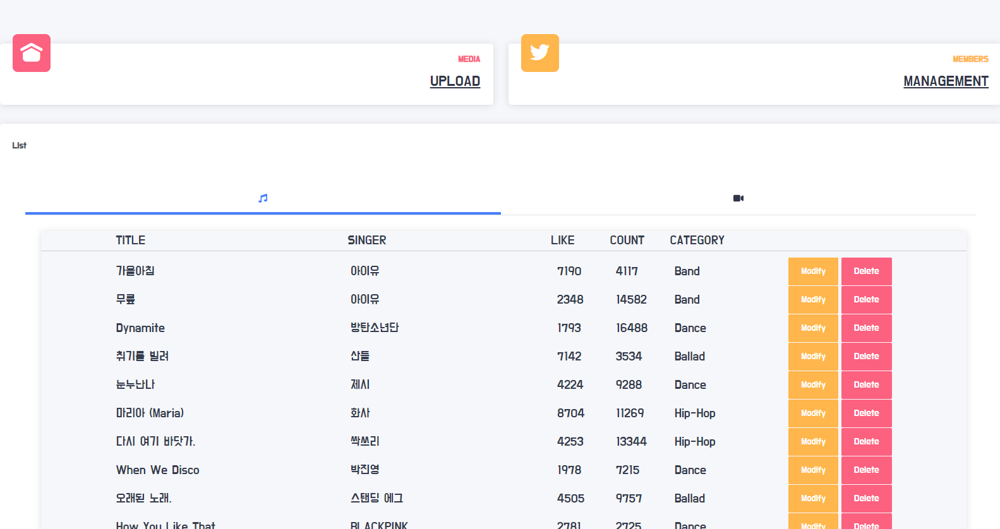 MEDIA
UPLOAD
MEMBERS
MANAGEMENT
List
TITLE SINGER LIKE COUNT CATEGORY
가을아침 아이유 7190 4117 Band Modify Delete
무릎 아이유 2348 14582 Band Modify Delete
Dynamite 방탄소년단 1793 16488 Dance Modify Delete
취기를 빌려 산들 7142 3534 Ballad Modify Delete
눈누난나 제시 4224 9288 Dance Modify Delete
마리아 (Maria) 화사 8704 11269 Hip-Hop Modify Delete
다시 여기 바닷가. 싹쓰리 4253 13344 Hip-Hop Modify Delete
When We Disco 박진영 1978 7215 Dance Modify Delete
오래된 노래. 스탠딩 에그 4505 9757 Ballad Modify Delete
How You Like That BLACKPINK 2781 2725 Dance Modify Delete